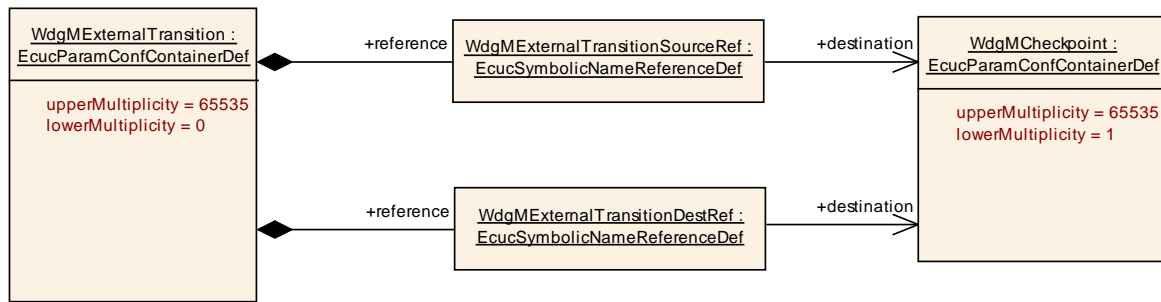 WdgMExternalTransition :
EcucParamConfContainerDef
upperMultiplicity = 65535
lowerMultiplicity = 0
+reference
WdgMExternalTransitionSourceRef :
EcucSymbolicNameReferenceDef
+destination
WdgMCheckpoint :
EcucParamConfContainerDef
upperMultiplicity = 65535
lowerMultiplicity = 1
+reference
WdgMExternalTransitionDestRef :
EcucSymbolicNameReferenceDef
+destination